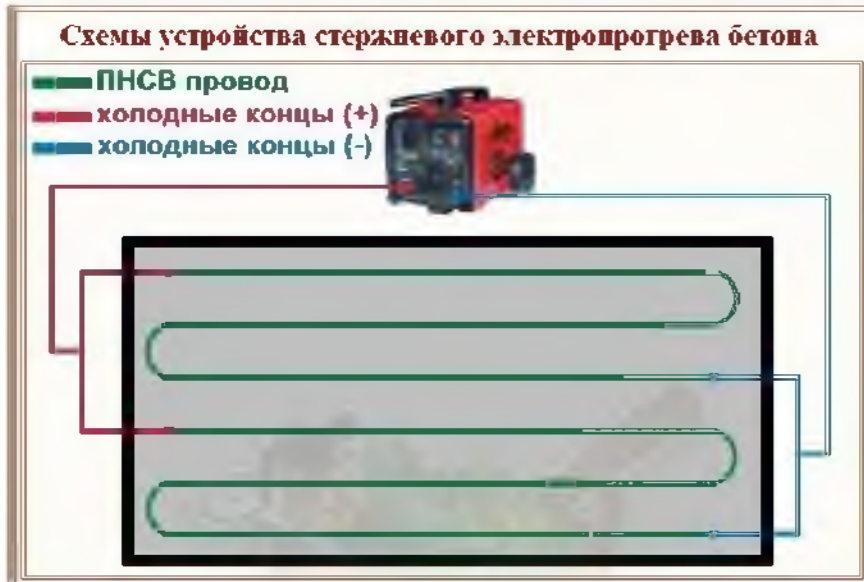 Схемы устройства стержневого электропрогрева бетона
ПНСВ провод
холодные концы (+)
холодные концы (-)